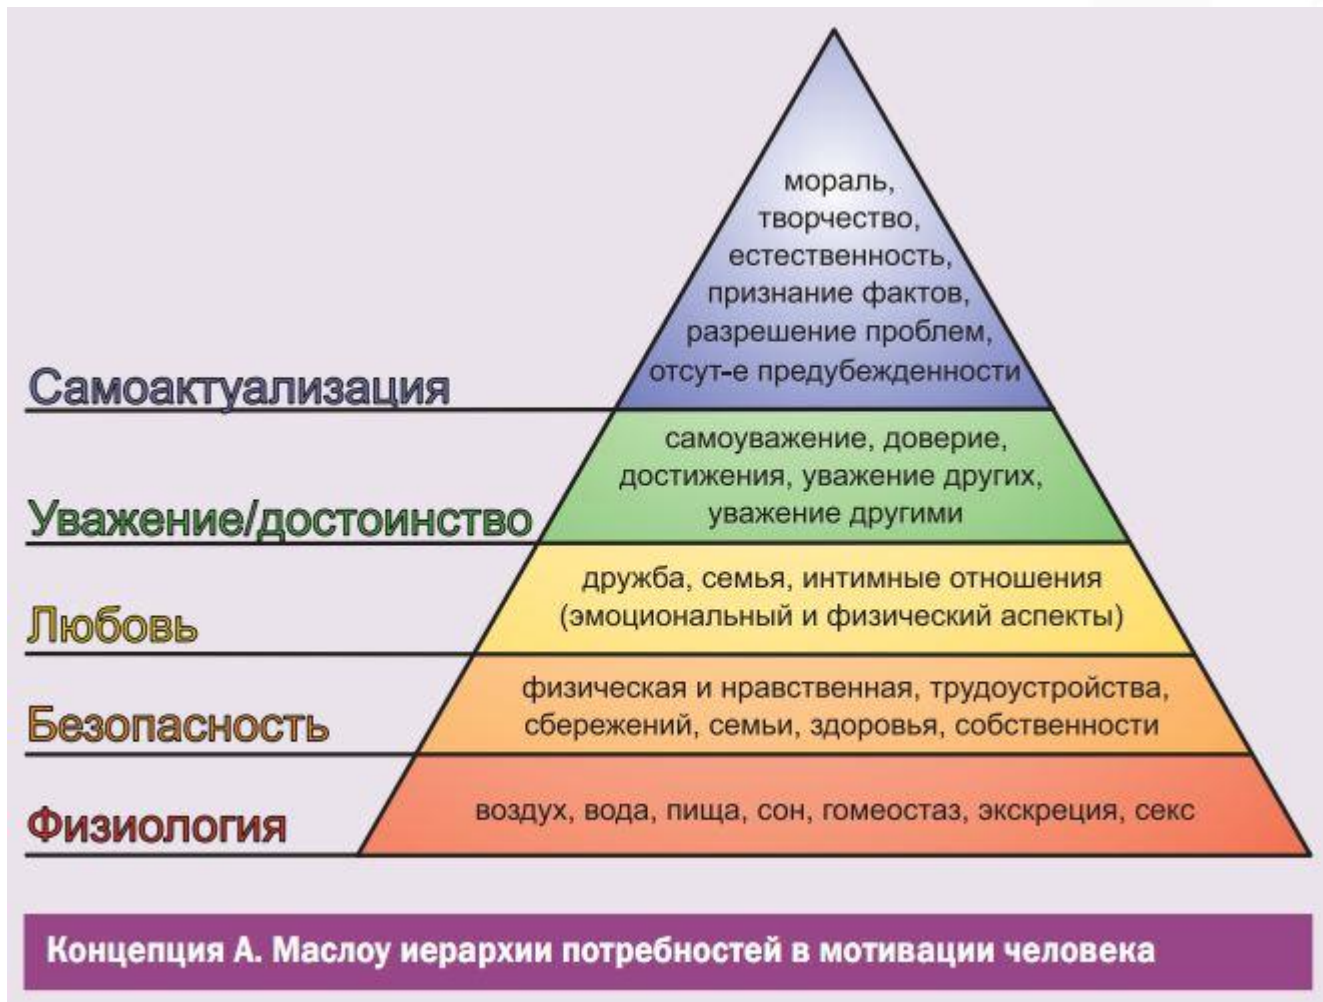 мораль,
творчество,
естественность,
признание фактов,
разрешение проблем,
отсут-е предубежденности
Самоактуализация
самоуважение, доверие,
достижения, уважение других,
уважение другими
Уважение/достоинство
дружба, семья, интимные отношения
(эмоциональный и физический аспекты)
Любовь
физическая и нравственная, трудоустройства,
сбережений, семьи, здоровья, собственности
Безопасность
воздух, вода, пища, сон, гомеостаз, экскреция, секс
Физиология
Концепция А. Маслоу иерархии потребностей в мотивации человека